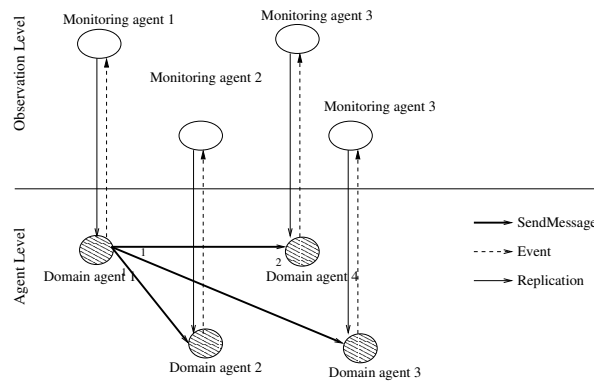 Monitoring agent 1
Monitoring agent 3
Monitoring agent 2
Monitoring agent 3
Observation Level
Agent Level
SendMessage
Event
Replication
1
2
1
Domain agent 1
Domain agent 4
Domain agent 2
Domain agent 3